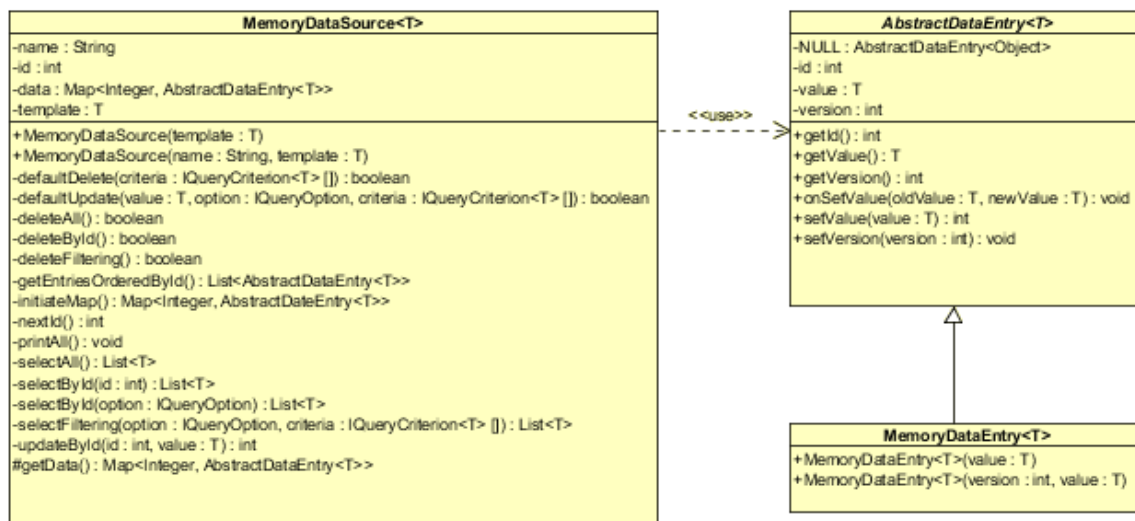 MemoryDataSource<T>
-name : String
-id : int
-data : Map<Integer, AbstractDataEntry<T>>
-template : T
+MemoryDataSource(template : T)
+MemoryDataSource(name : String, template : T)
-defaultDelete(criteria : IQueryCriterion<T> []) : boolean
-defaultUpdate(value : T, option : IQueryOption, criteria : IQueryCriterion<T> []) : boolean
-deleteAll() : boolean
-deleteById() : boolean
-deleteFiltering() : boolean
-getEntriesOrderedById() : List<AbstractDataEntry<T>>
-initiateMap() : Map<Integer, AbstractDateEntry<T>>
-nextId() : int
-printAll() : void
-selectAll() : List<T>
-selectById(id : int) : List<T>
-selectById(option : IQueryOption) : List<T>
-selectFiltering(option : IQueryOption, criteria : IQueryCriterion<T> []) : List<T>
-updateById(id : int, value : T) : int
#getData() : Map<Integer, AbstractDataEntry<T>>
<<use>>
AbstractDataEntry<T>
-NULL : AbstractDataEntry<Object>
-id : int
-value : T
-version : int
+getId() : int
+getValue() : T
+getVersion() : int
+onSetValue(oldValue : T, newValue : T) : void
+setValue(value : T) : int
+setVersion(version : int) : void
MemoryDataEntry<T>
+MemoryDataEntry<T>(value : T)
+MemoryDataEntry<T>(version : int, value : T)